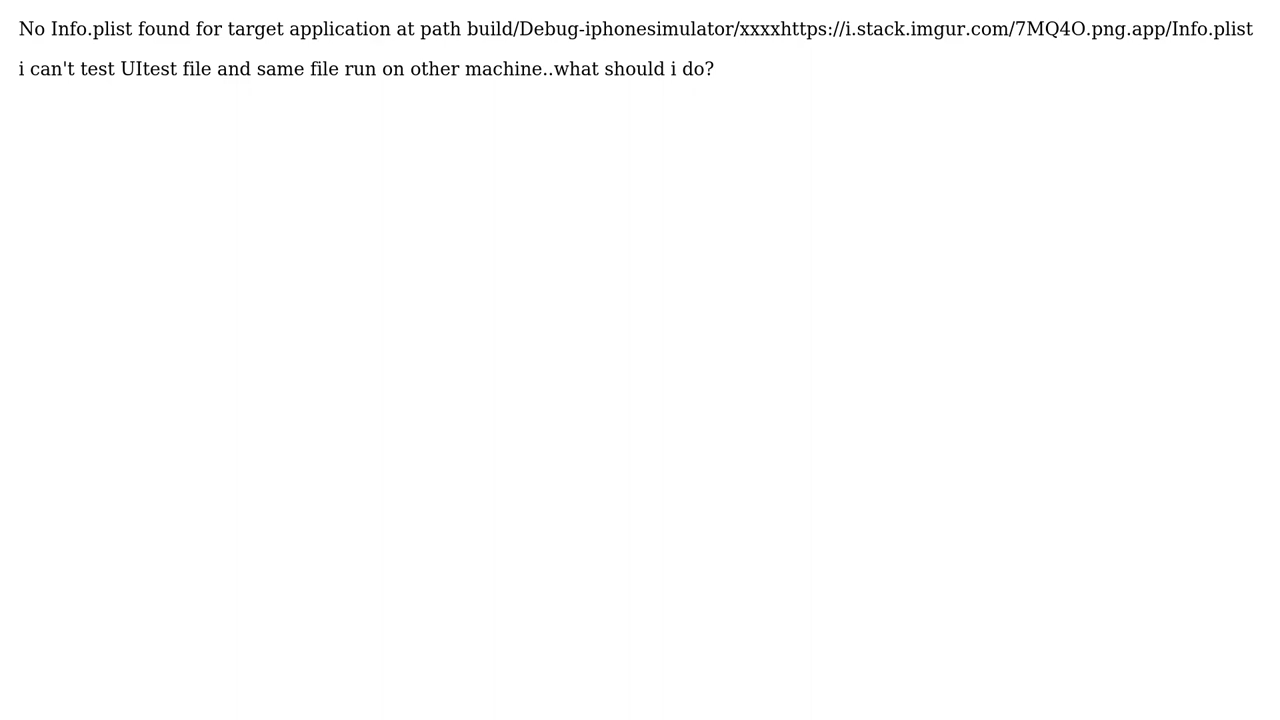 No Info.plist found for target application at path build/Debug-iphonesimulator/xxxxhttps://i.stack.imgur.com/7MQ4O.png.app/Info.plist
i can't test UItest file and same file run on other machine..what should i do?